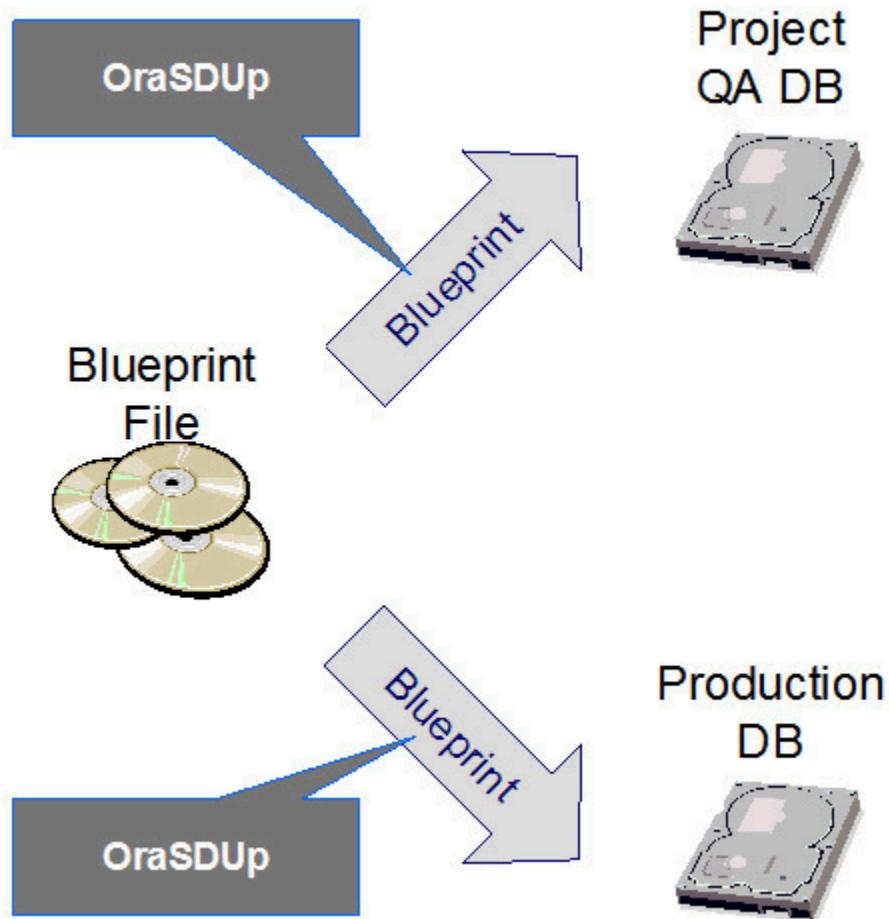 OraSDUp
Project
QA DB
Blueprint
Blueprint
File
Blueprint
Production
DB
OraSDUp